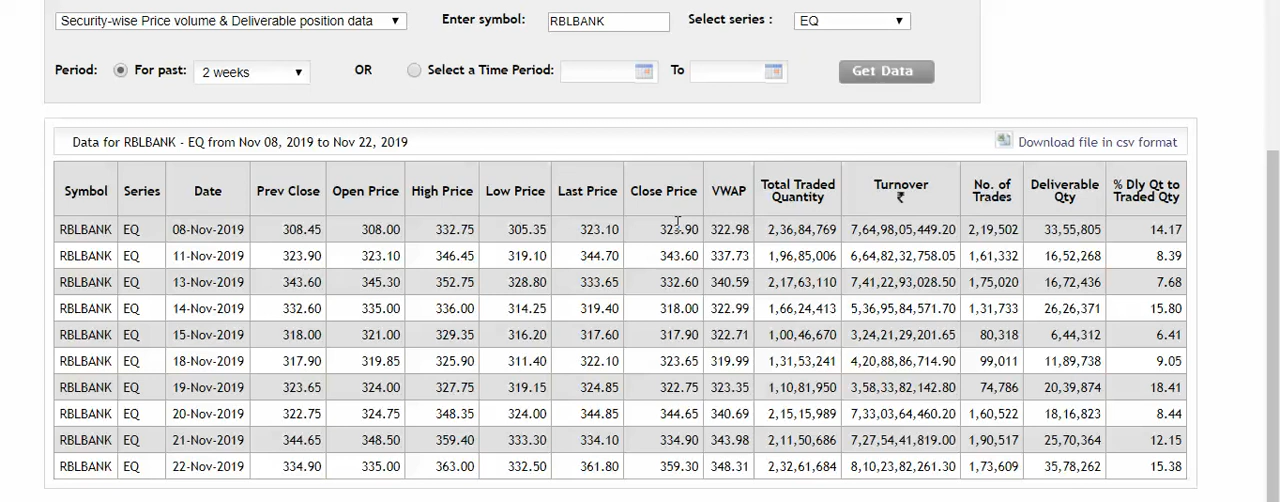 Security-wise Price volume & Deliverable position data Enter symbol: RBLBANK Select series : EQ
Period: For past: 2 weeks OR Select a Time Period: To Get Data
Data for RBLBANK - EQ from Nov 08, 2019 to Nov 22, 2019 Download file in csv format
Symbol Series Date Prev Close Open Price High Price Low Price Last Price Close Price VWAP Total Traded Quantity Turnover ₹ No. of Trades Deliverable Qty % Dly Qt to Traded Qty
RBLBANK EQ 08-Nov-2019 308.45 308.00 332.75 305.35 323.10 323.90 322.98 2,36,84,769 7,64,98,05,449.20 2,19,502 33,55,805 14.17
RBLBANK EQ 11-Nov-2019 323.90 323.10 346.45 319.10 344.70 343.60 337.73 1,96,85,006 6,64,82,32,758.05 1,61,332 16,52,268 8.39
RBLBANK EQ 13-Nov-2019 343.60 345.30 352.75 328.80 333.65 332.60 340.59 2,17,63,110 7,41,22,93,028.50 1,75,020 16,72,436 7.68
RBLBANK EQ 14-Nov-2019 332.60 335.00 336.00 314.25 319.40 318.00 322.99 1,66,24,413 5,36,95,84,571.70 1,31,733 26,26,371 15.80
RBLBANK EQ 15-Nov-2019 318.00 321.00 329.35 316.20 317.60 317.90 322.71 1,00,46,670 3,24,21,29,201.65 80,318 6,44,312 6.41
RBLBANK EQ 18-Nov-2019 317.90 319.85 325.90 311.40 322.10 323.65 319.99 1,31,53,241 4,20,88,86,714.90 99,011 11,89,738 9.05
RBLBANK EQ 19-Nov-2019 323.65 324.00 327.75 319.15 324.85 322.75 323.35 1,10,81,950 3,58,33,82,142.80 74,786 20,39,874 18.41
RBLBANK EQ 20-Nov-2019 322.75 324.75 348.35 324.00 344.85 344.65 340.69 2,15,15,989 7,33,03,64,460.20 1,60,522 18,16,823 8.44
RBLBANK EQ 21-Nov-2019 344.65 348.50 359.40 333.30 334.10 334.90 343.98 2,11,50,686 7,27,54,41,819.00 1,90,517 25,70,364 12.15
RBLBANK EQ 22-Nov-2019 334.90 335.00 363.00 332.50 361.80 359.30 348.31 2,32,61,684 8,10,23,82,261.30 1,73,609 35,78,262 15.38